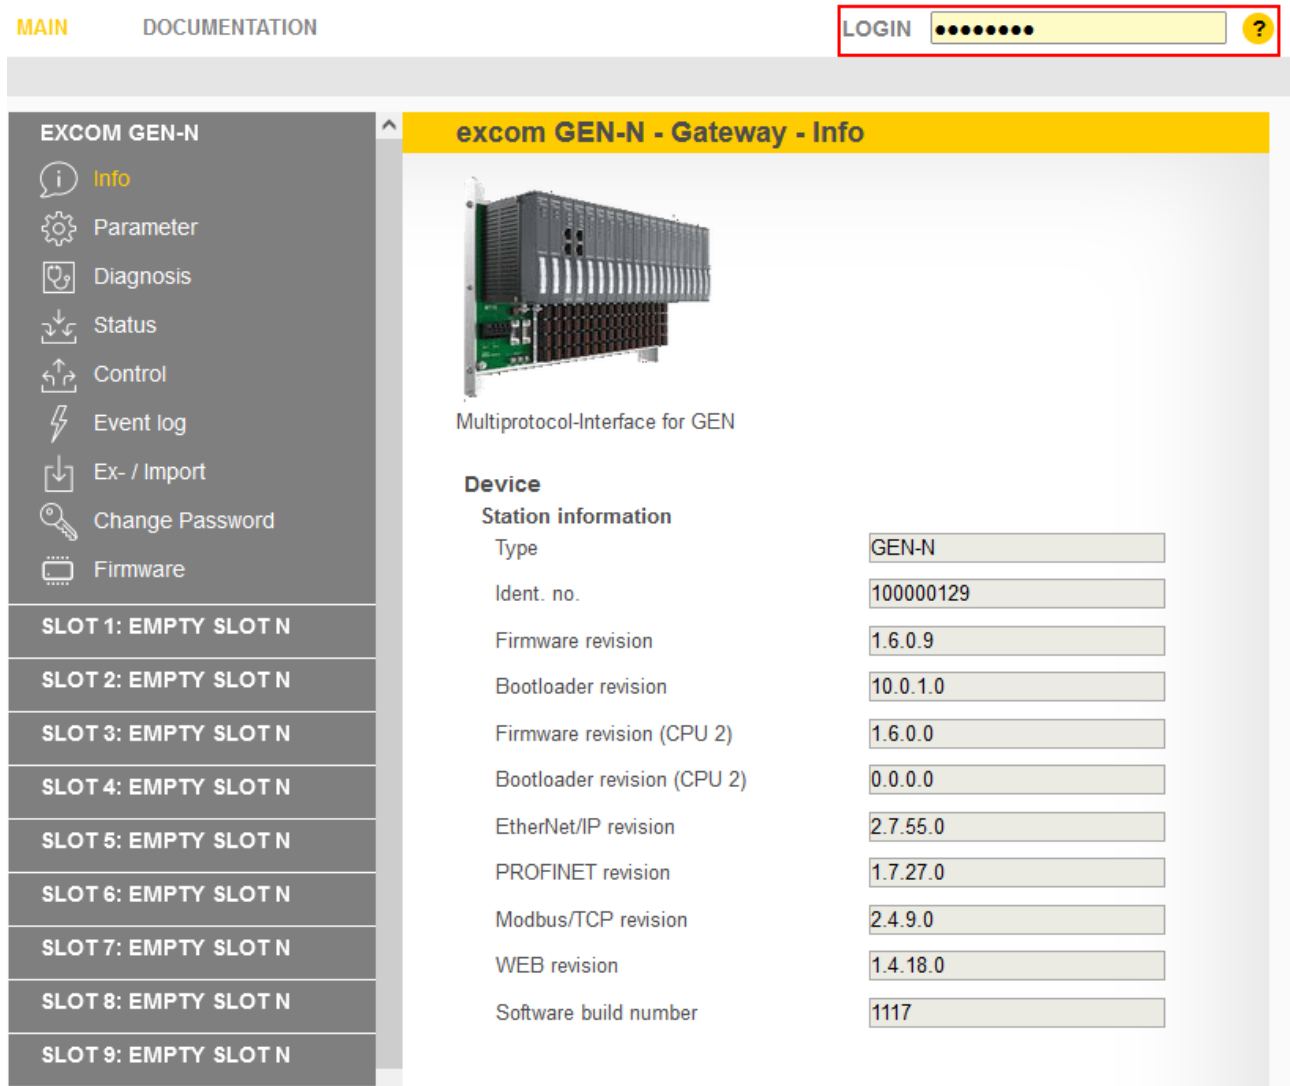 MAIN DOCUMENTATION LOGIN ●●●●●●●● ?
EXCOM GEN-N
Info
Parameter
Diagnosis
Status
Control
Event log
Ex- / Import
Change Password
Firmware
SLOT 1: EMPTY SLOT N
SLOT 2: EMPTY SLOT N
SLOT 3: EMPTY SLOT N
SLOT 4: EMPTY SLOT N
SLOT 5: EMPTY SLOT N
SLOT 6: EMPTY SLOT N
SLOT 7: EMPTY SLOT N
SLOT 8: EMPTY SLOT N
SLOT 9: EMPTY SLOT N
excom GEN-N - Gateway - Info
Multiprotocol-Interface for GEN
Device
Station information
Type GEN-N
Ident. no. 100000129
Firmware revision 1.6.0.9
Bootloader revision 10.0.1.0
Firmware revision (CPU 2) 1.6.0.0
Bootloader revision (CPU 2) 0.0.0.0
EtherNet/IP revision 2.7.55.0
PROFINET revision 1.7.27.0
Modbus/TCP revision 2.4.9.0
WEB revision 1.4.18.0
Software build number 1117